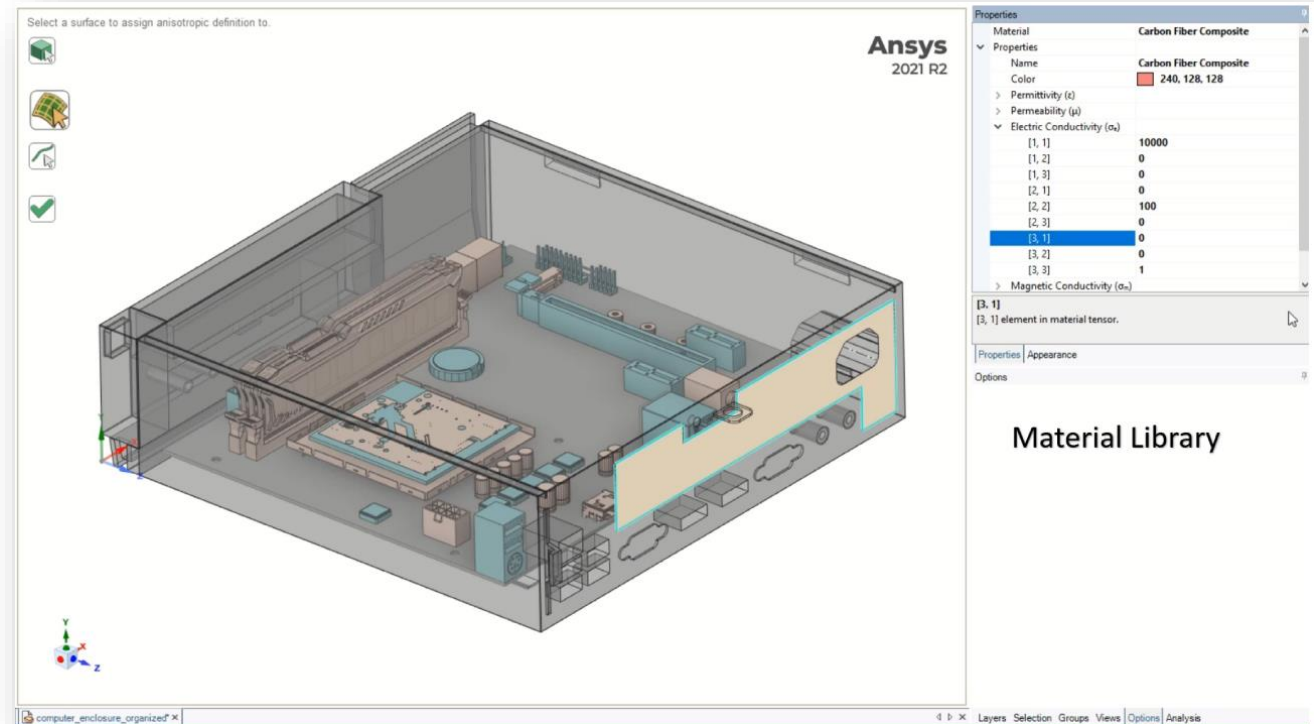 Select a surface to assign anisotropic definition to.
Ansys
2021 R2
Y
X
Z
Y
X
Z
computer_enclosure_organized*
Properties
Material Carbon Fiber Composite
Properties
Name Carbon Fiber Composite
Color 240, 128, 128
Permittivity (ε)
Permeability (μ)
Electric Conductivity (σₑ)
[1, 1] 10000
[1, 2] 0
[1, 3] 0
[2, 1] 0
[2, 2] 100
[2, 3] 0
[3, 1] 0
[3, 2] 0
[3, 3] 1
Magnetic Conductivity (σₘ)
[3, 1]
[3, 1] element in material tensor.
Properties Appearance
Options
Material Library
Layers Selection Groups Views Options Analysis